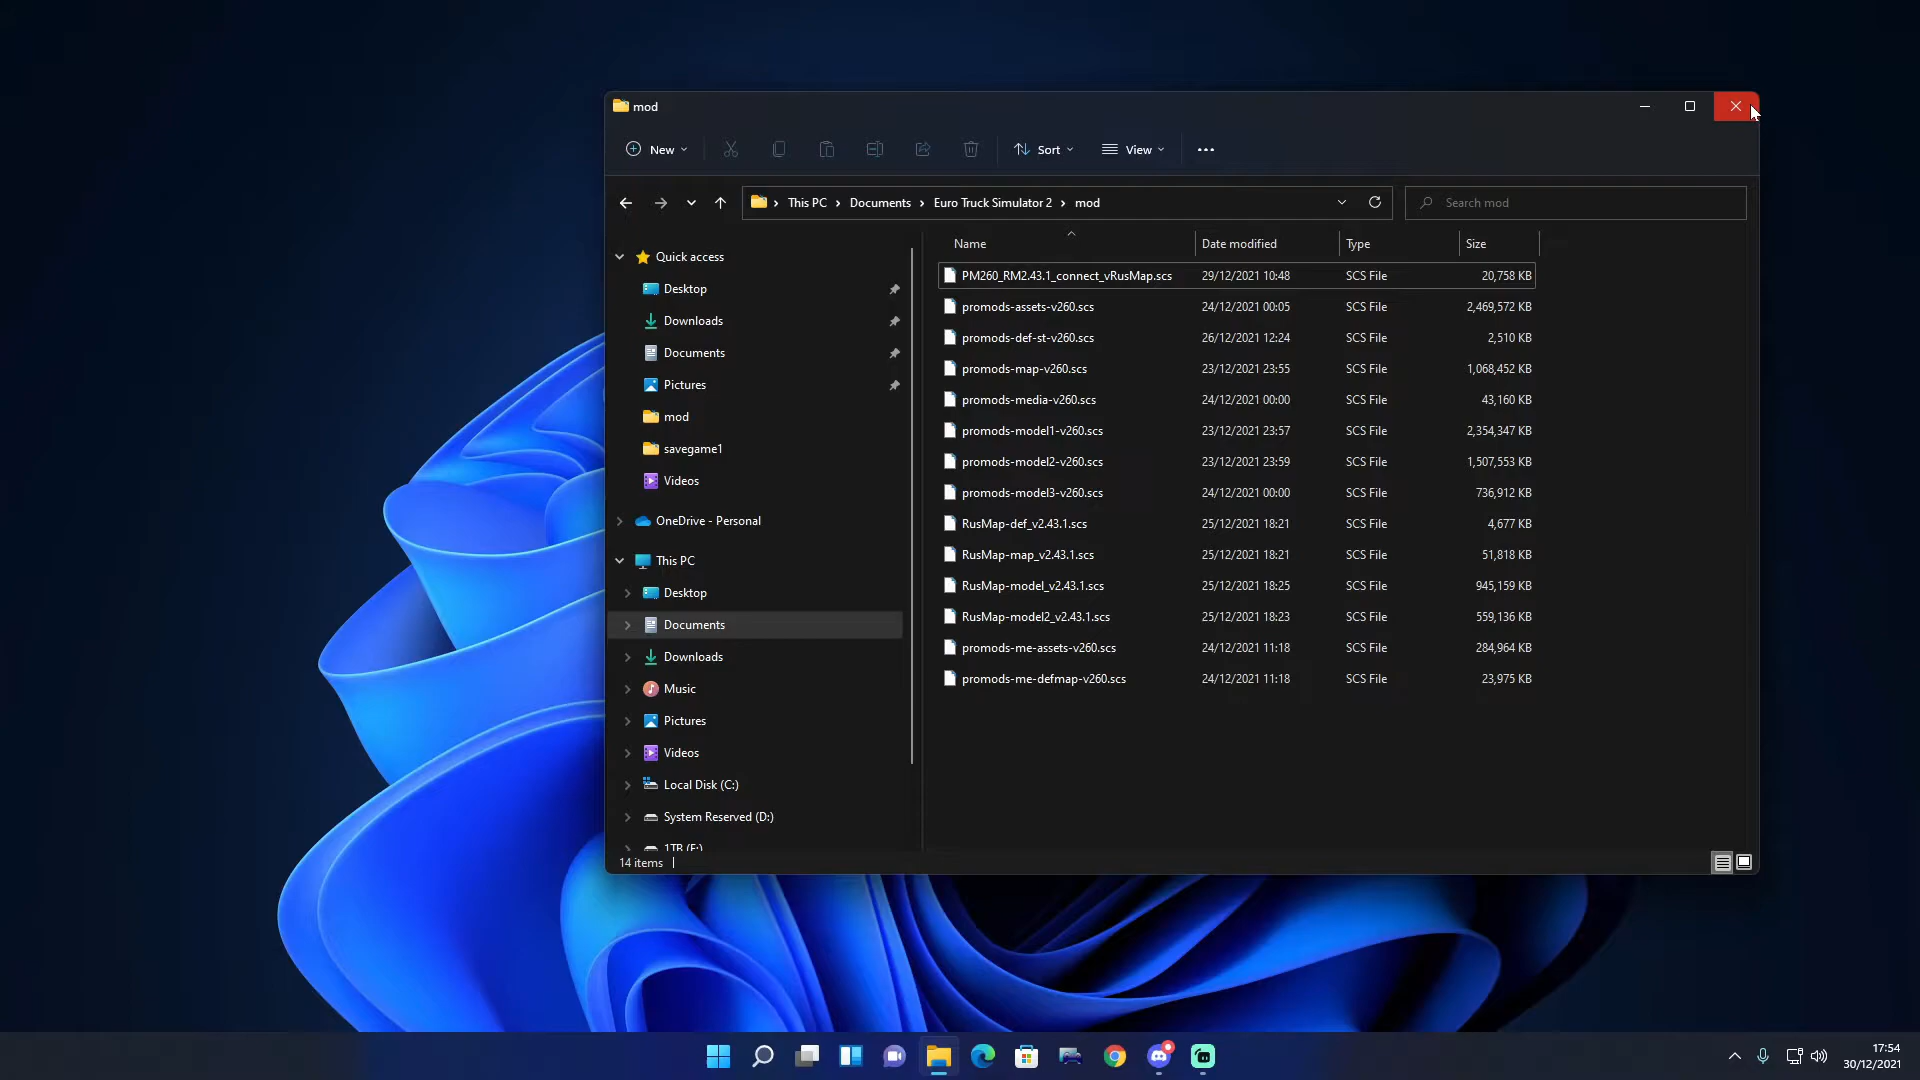 mod
New
Sort
View
This PC
Documents
Euro Truck Simulator 2
mod
Search mod
Name
Date modified
Type
Size
Quick access
Desktop
Downloads
Documents
Pictures
mod
savegame1
Videos
OneDrive - Personal
This PC
Desktop
Documents
Downloads
Music
Pictures
Videos
Local Disk (C:)
System Reserved (D:)
1TB (F:)
PM260_RM2.43.1_connect_vRusMap.scs 29/12/2021 10:48 SCS File 20,758 KB
promods-assets-v260.scs 24/12/2021 00:05 SCS File 2,469,572 KB
promods-def-st-v260.scs 26/12/2021 12:24 SCS File 2,510 KB
promods-map-v260.scs 23/12/2021 23:55 SCS File 1,068,452 KB
promods-media-v260.scs 24/12/2021 00:00 SCS File 43,160 KB
promods-model1-v260.scs 23/12/2021 23:57 SCS File 2,354,347 KB
promods-model2-v260.scs 23/12/2021 23:59 SCS File 1,507,553 KB
promods-model3-v260.scs 24/12/2021 00:00 SCS File 736,912 KB
RusMap-def_v2.43.1.scs 25/12/2021 18:21 SCS File 4,677 KB
RusMap-map_v2.43.1.scs 25/12/2021 18:21 SCS File 51,818 KB
RusMap-model_v2.43.1.scs 25/12/2021 18:25 SCS File 945,159 KB
RusMap-model2_v2.43.1.scs 25/12/2021 18:23 SCS File 559,136 KB
promods-me-assets-v260.scs 24/12/2021 11:18 SCS File 284,964 KB
promods-me-defmap-v260.scs 24/12/2021 11:18 SCS File 23,975 KB
14 items
17:54
30/12/2021